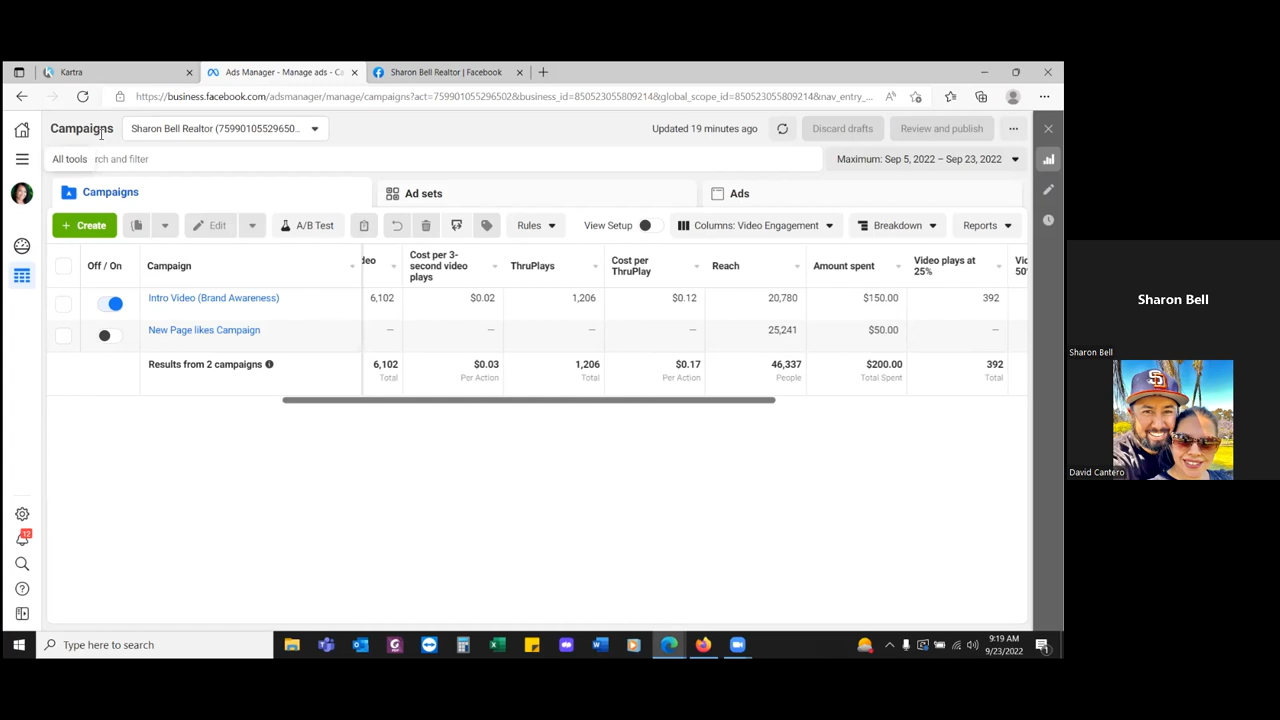 Kartra
Ads Manager - Manage ads - Ca
Sharon Bell Realtor | Facebook
https://business.facebook.com/adsmanager/manage/campaigns?act=759901055296502&business_id=850523055809214&global_scope_id=850523055809214&nav_entry_...
Campaigns
Sharon Bell Realtor (75990105529650...
Updated 19 minutes ago
Discard drafts
Review and publish
All tools
rch and filter
Maximum: Sep 5, 2022 – Sep 23, 2022
Campaigns
Ad sets
Ads
+ Create
Edit
A/B Test
Rules
View Setup
Columns: Video Engagement
Breakdown
Reports
Off / On
Campaign
deo
Cost per 3-
second video
plays
ThruPlays
Cost per
ThruPlay
Reach
Amount spent
Video plays at
25%
Vic
50%
Intro Video (Brand Awareness)
6,102
$0.02
1,206
$0.12
20,780
$150.00
392
New Page likes Campaign
—
—
—
—
25,241
$50.00
—
Results from 2 campaigns
6,102
$0.03
1,206
$0.17
46,337
$200.00
392
Total
Per Action
Total
Per Action
People
Total Spent
Total
12
Type here to search
9:19 AM
9/23/2022
Sharon Bell
Sharon Bell
David Cantero